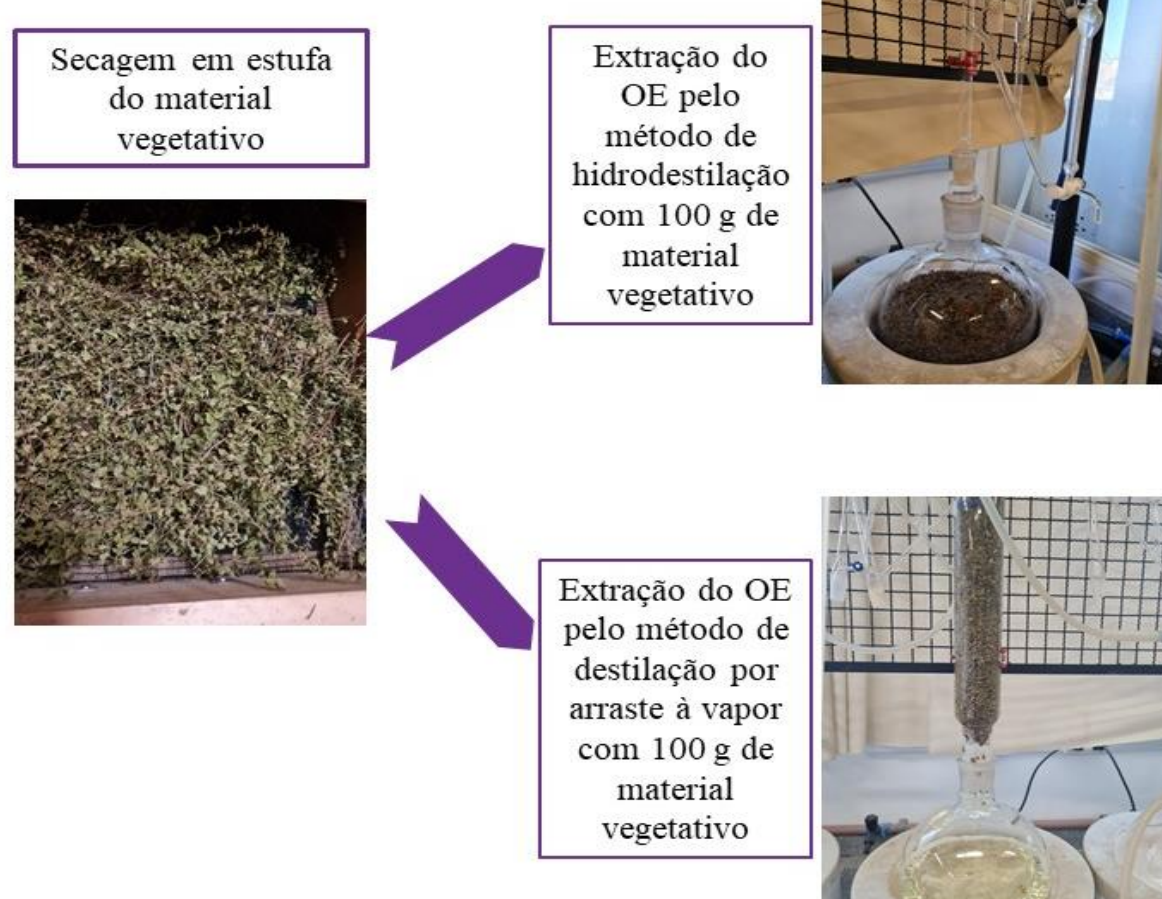 Secagem em estufa
do material
vegetativo
Extração do
OE pelo
método de
hidrodestilação
com 100 g de
material
vegetativo
Extração do OE
pelo método de
destilação por
arraste à vapor
com 100 g de
material
vegetativo